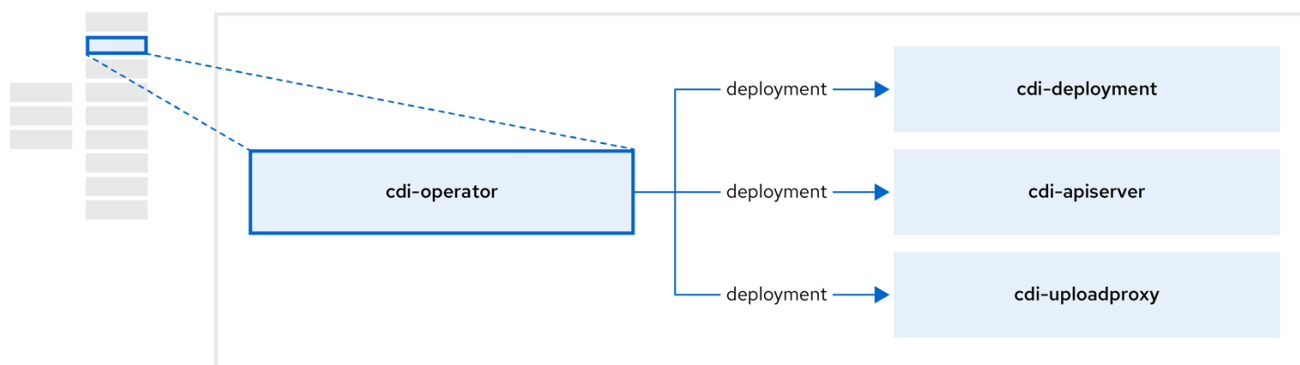 deployment
cdi-deployment
cdi-operator
deployment
cdi-apiserver
deployment
cdi-uploadproxy